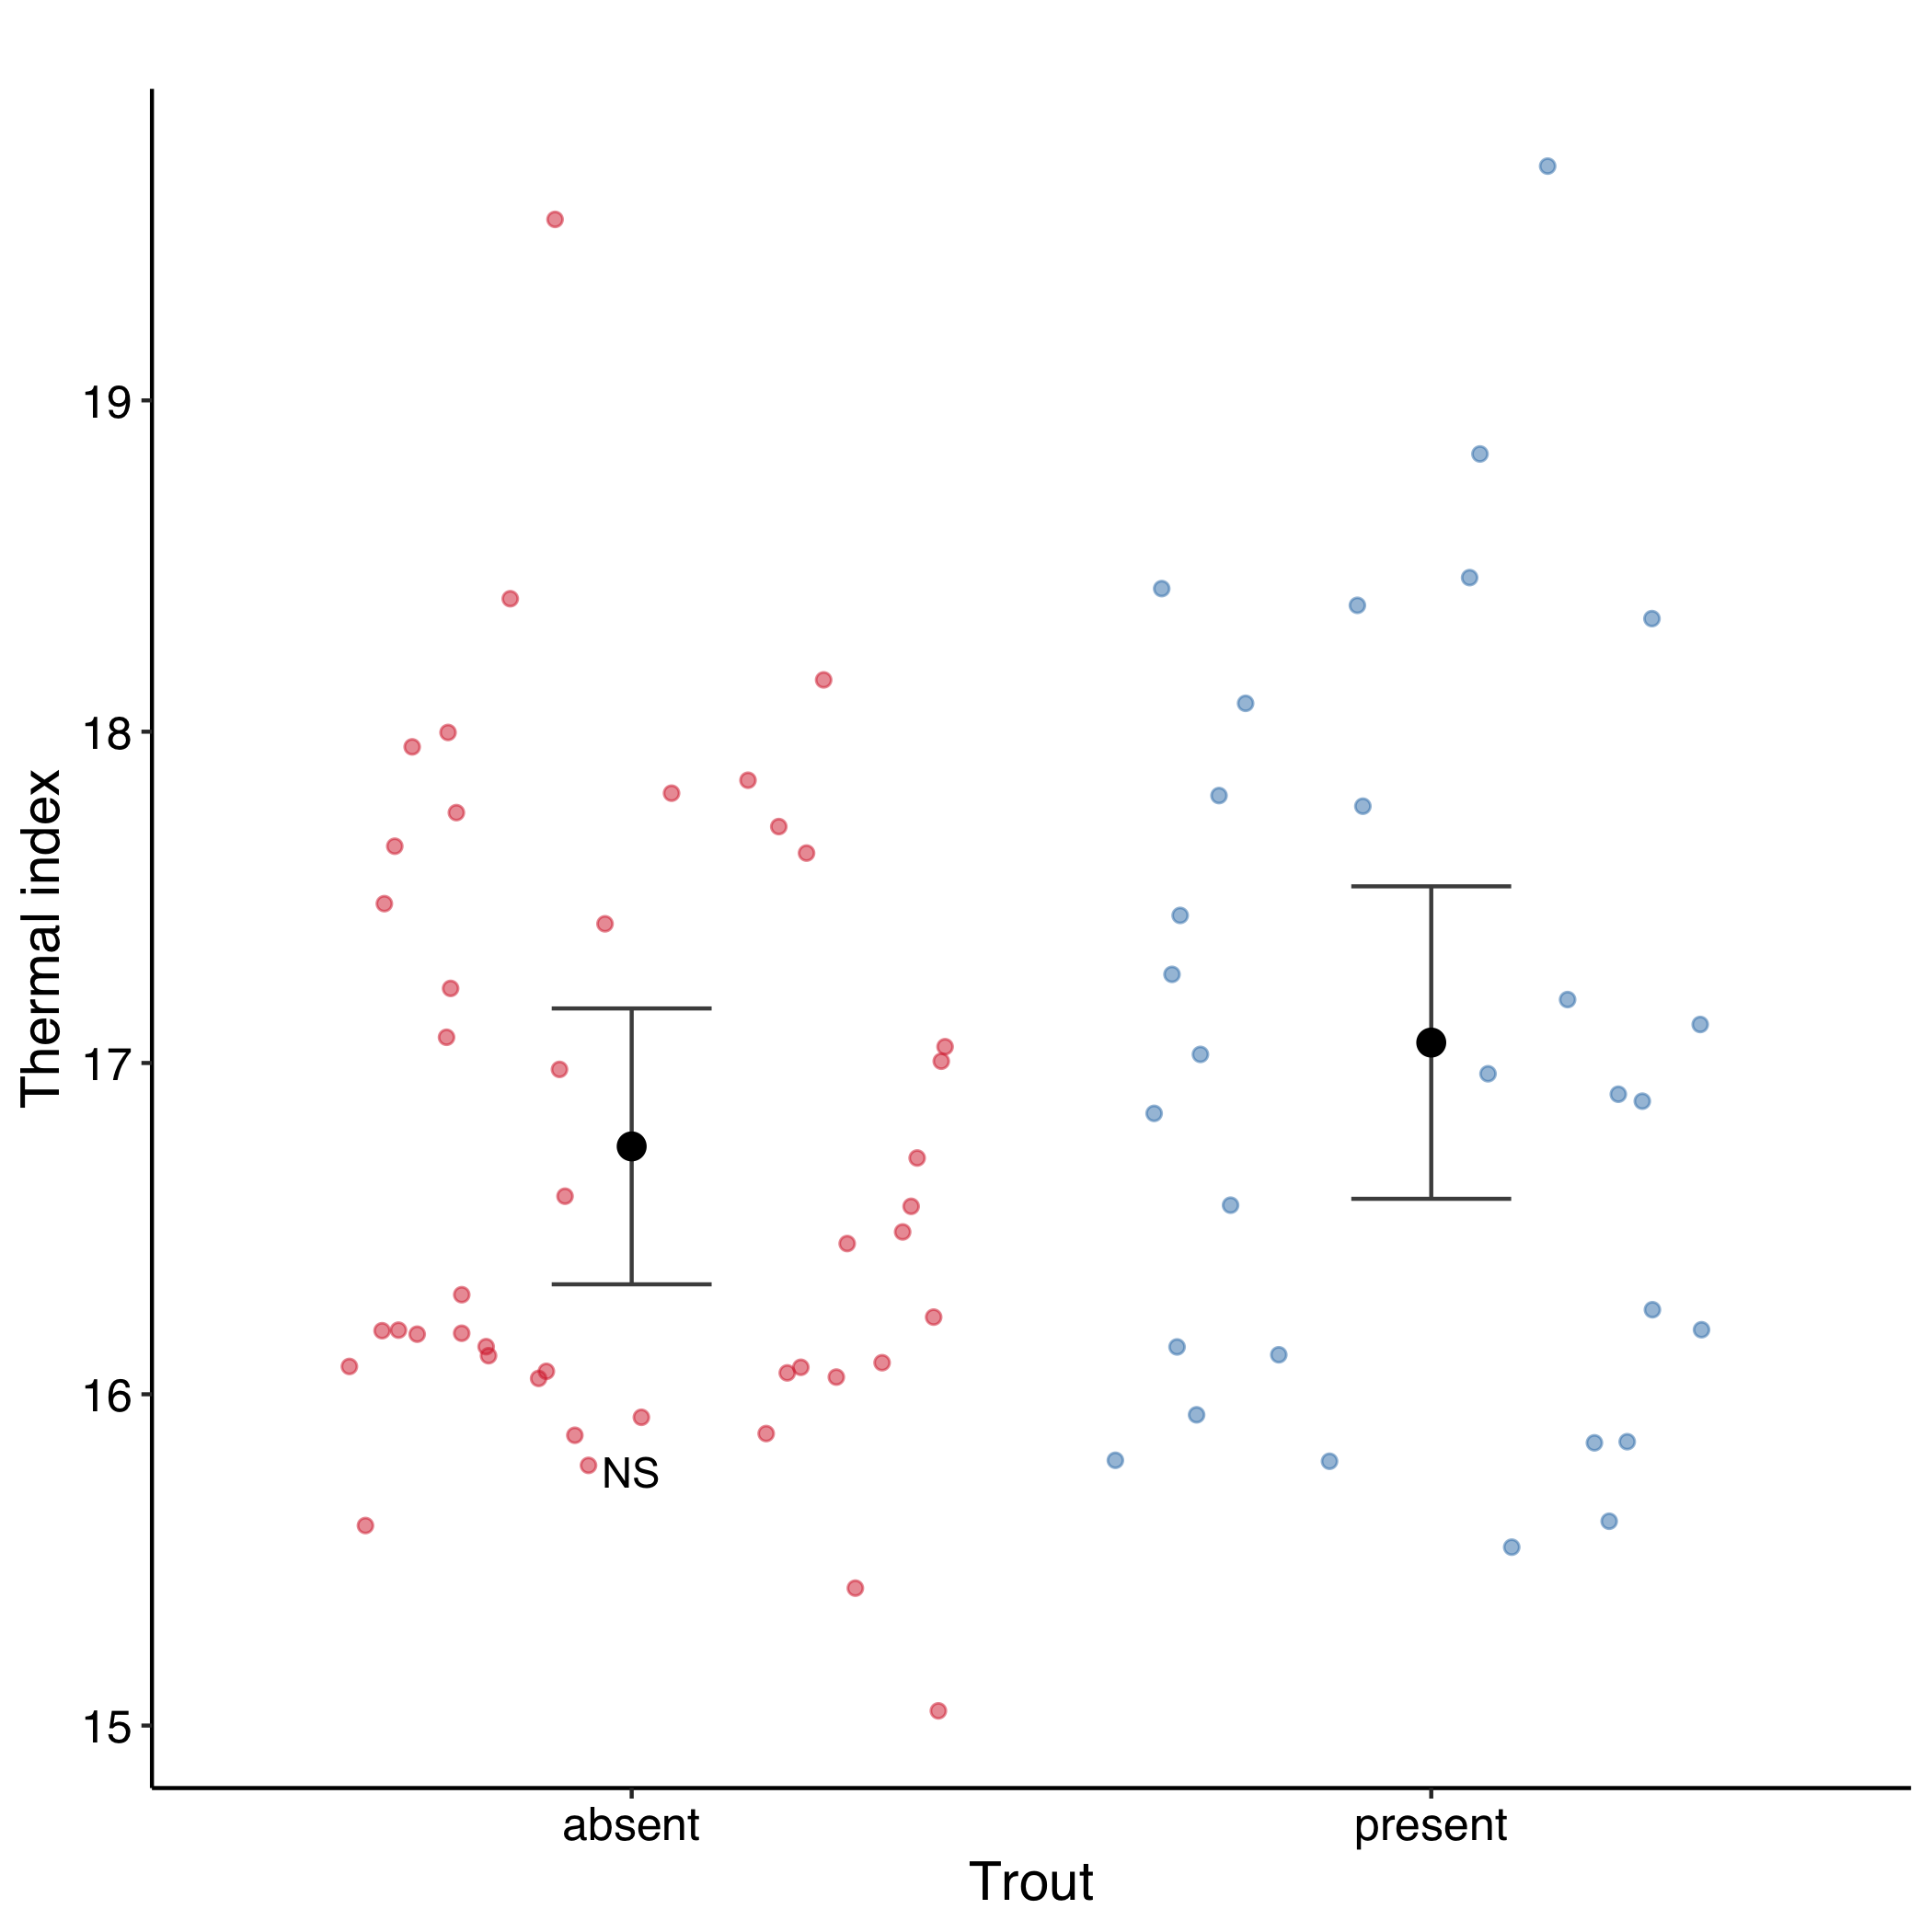 Thermal index
19
18
17
16
15
NS
absent
present
Trout